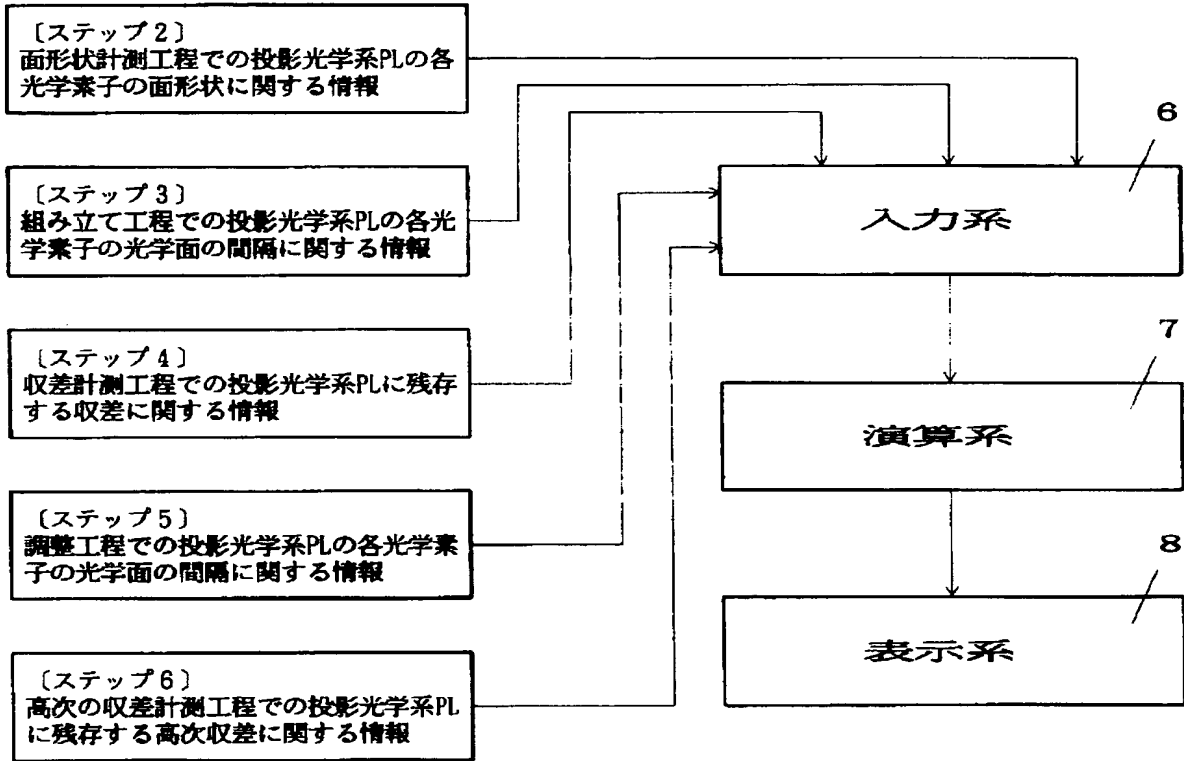 〔ステップ2〕
面形状計測工程での投影光学系PLの各
光学素子の面形状に関する情報
〔ステップ3〕
組み立て工程での投影光学系PLの各光
学素子の光学面の間隔に関する情報
〔ステップ4〕
収差計測工程での投影光学系PLに残存
する収差に関する情報
〔ステップ5〕
調整工程での投影光学系PLの各光学素
子の光学面の間隔に関する情報
〔ステップ6〕
高次の収差計測工程での投影光学系PL
に残存する高次収差に関する情報
6
入力系
7
演算系
8
表示系